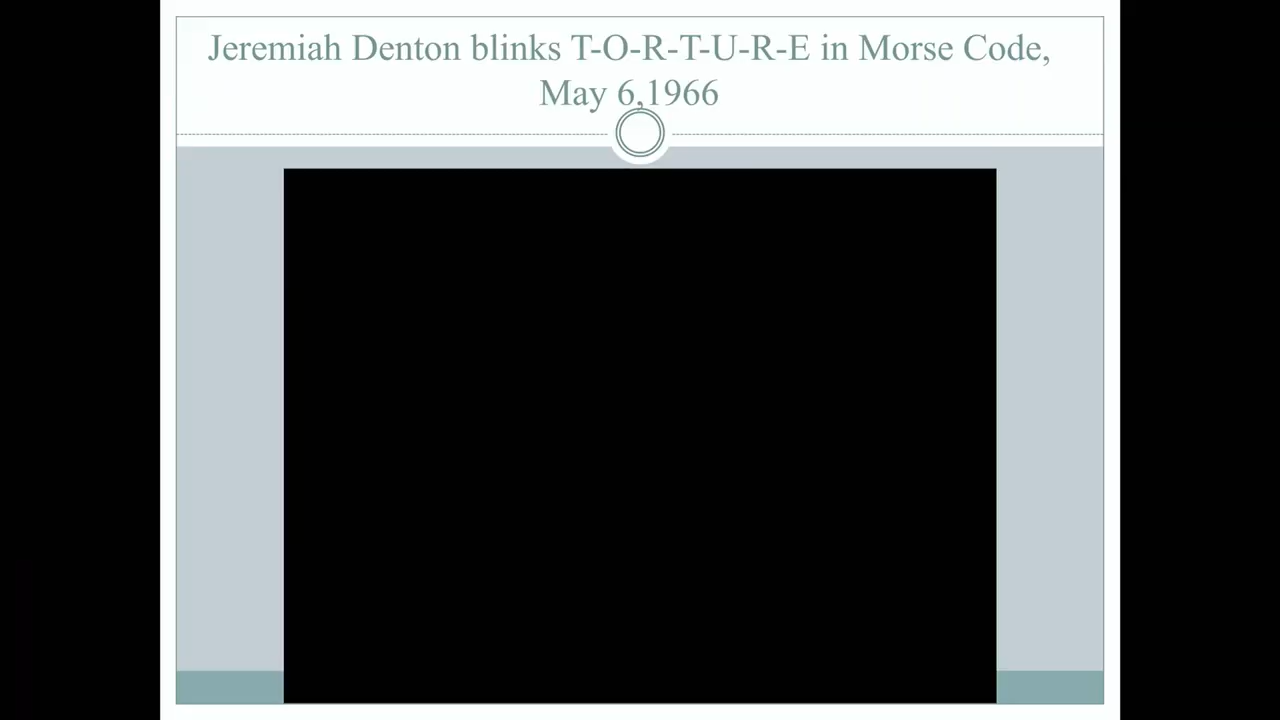 Jeremiah Denton blinks T-O-R-T-U-R-E in Morse Code,
May 6,1966